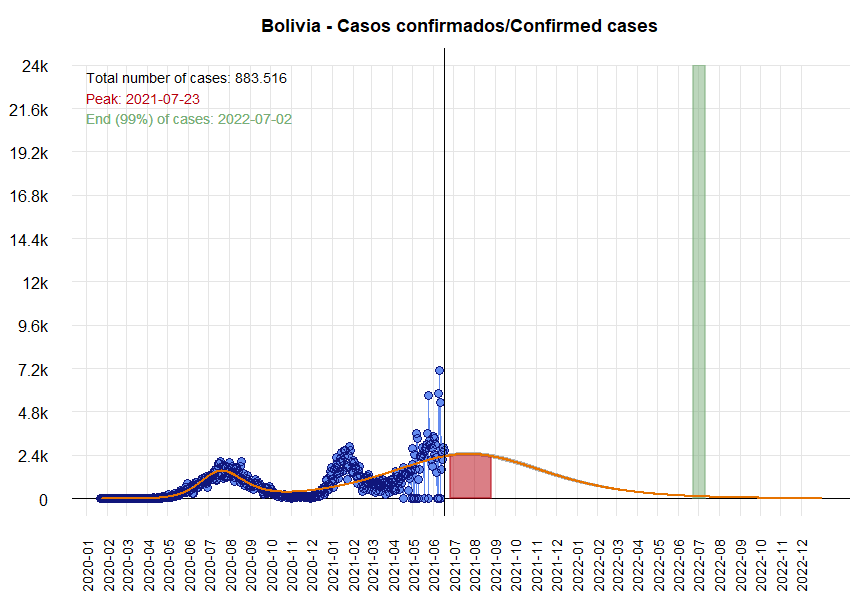 Bolivia - Casos confirmados/Confirmed cases
24k
21.6k
19.2k
16.8k
14.4k
12k
9.6k
7.2k
4.8k
2.4k
0
Total number of cases: 883.516
Peak: 2021-07-23
End (99%) of cases: 2022-07-02
2020-01
2020-02
2020-03
2020-04
2020-05
2020-06
2020-07
2020-08
2020-09
2020-10
2020-11
2020-12
2021-01
2021-02
2021-03
2021-04
2021-05
2021-06
2021-07
2021-08
2021-09
2021-10
2021-11
2021-12
2022-01
2022-02
2022-03
2022-04
2022-05
2022-06
2022-07
2022-08
2022-09
2022-10
2022-11
2022-12